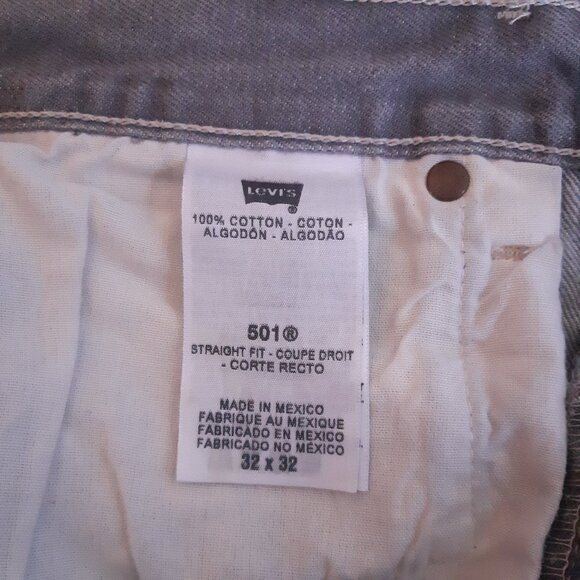 Levi's
®
100% COTTON - COTON -
ALGODÓN - ALGODÃO
501®
STRAIGHT FIT - COUPE DROIT
- CORTE RECTO
MADE IN MEXICO
FABRIQUE AU MEXIQUE
FABRICADO EN MEXICO
FABRICADO NO MÉXICO
32 x 32